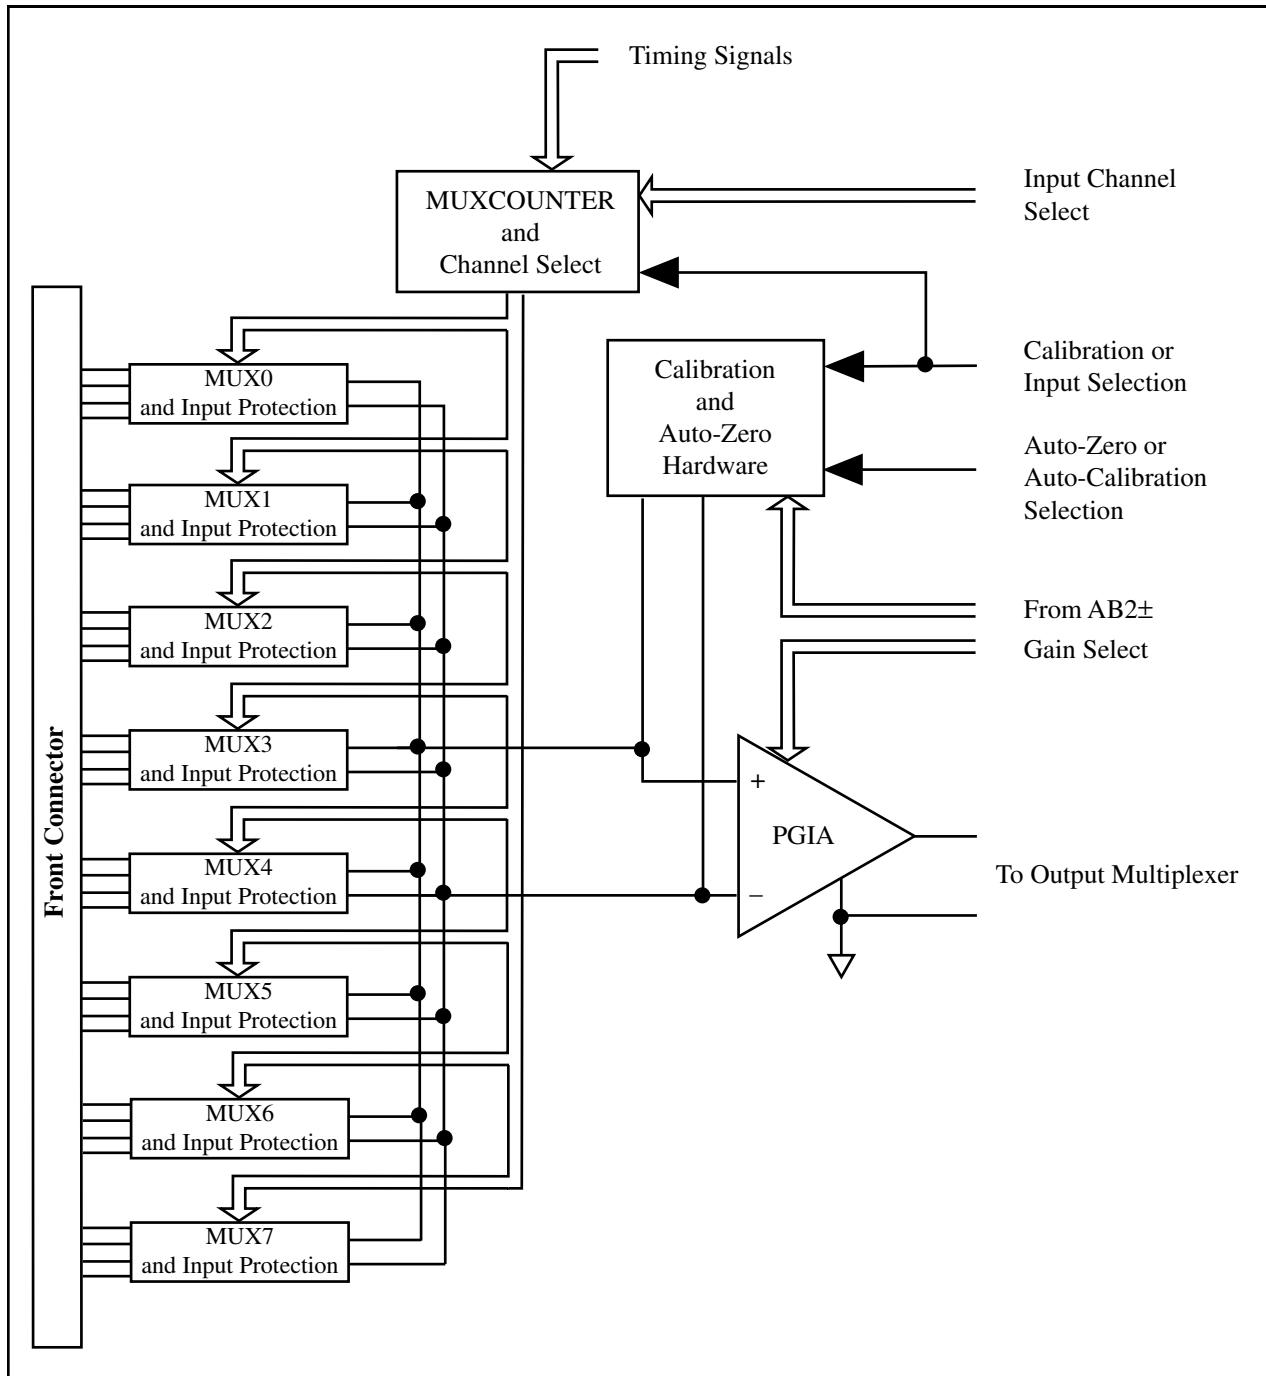 Timing Signals
MUXCOUNTER
and
Channel Select
Input Channel
Select
Calibration
and
Auto-Zero
Hardware
Calibration or
Input Selection
Auto-Zero or
Auto-Calibration
Selection
From AB2±
Gain Select
Front Connector
MUX0
and Input Protection
MUX1
and Input Protection
MUX2
and Input Protection
MUX3
and Input Protection
MUX4
and Input Protection
MUX5
and Input Protection
MUX6
and Input Protection
MUX7
and Input Protection
+
PGIA
−
To Output Multiplexer